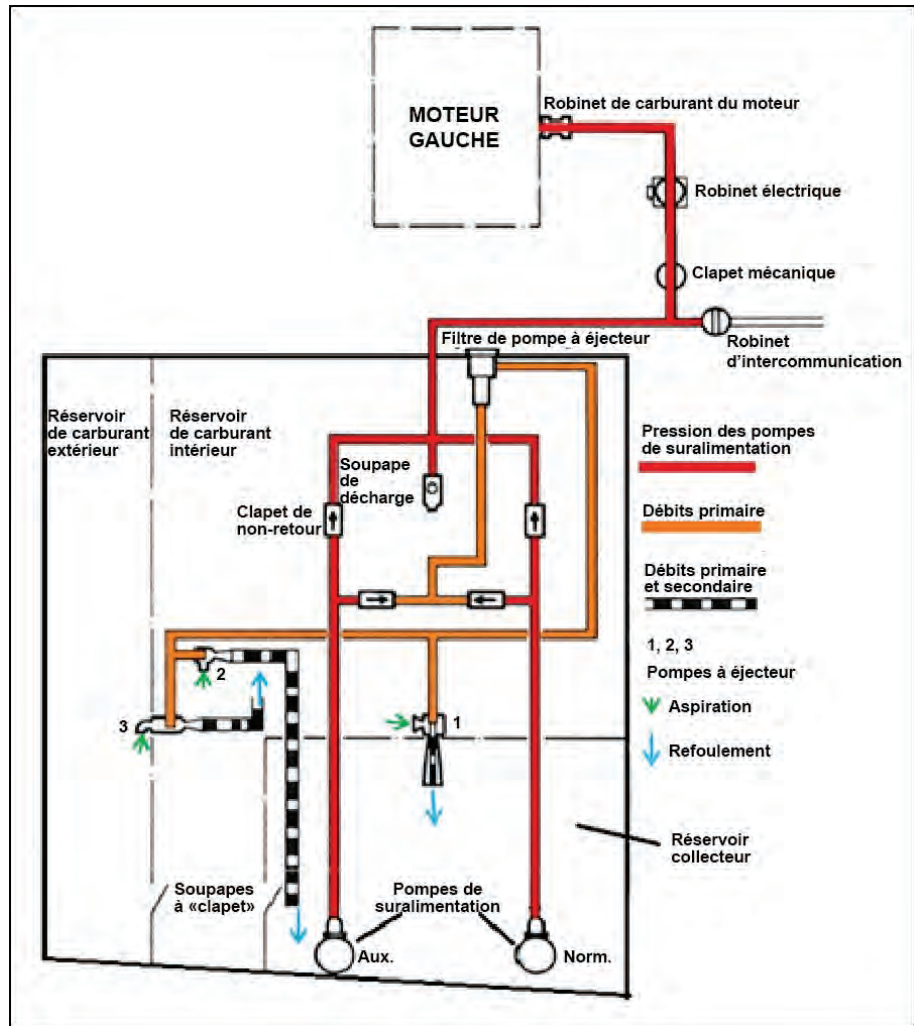 MOTEUR
GAUCHE
Robinet de carburant du moteur
Robinet électrique
Clapet mécanique
Filtre de pompe à éjecteur
Robinet
d'intercommunication
Réservoir
de carburant
extérieur
Réservoir
de carburant
intérieur
Soupape
de
décharge
Clapet de
non-retour
Pression des pompes
de suralimentation
Débits primaire
Débits primaire
et secondaire
1, 2, 3
Pompes à éjecteur
Aspiration
Refoulement
2
3
1
Réservoir
collecteur
Soupapes
à «clapet»
Pompes de
suralimentation
Aux.
Norm.